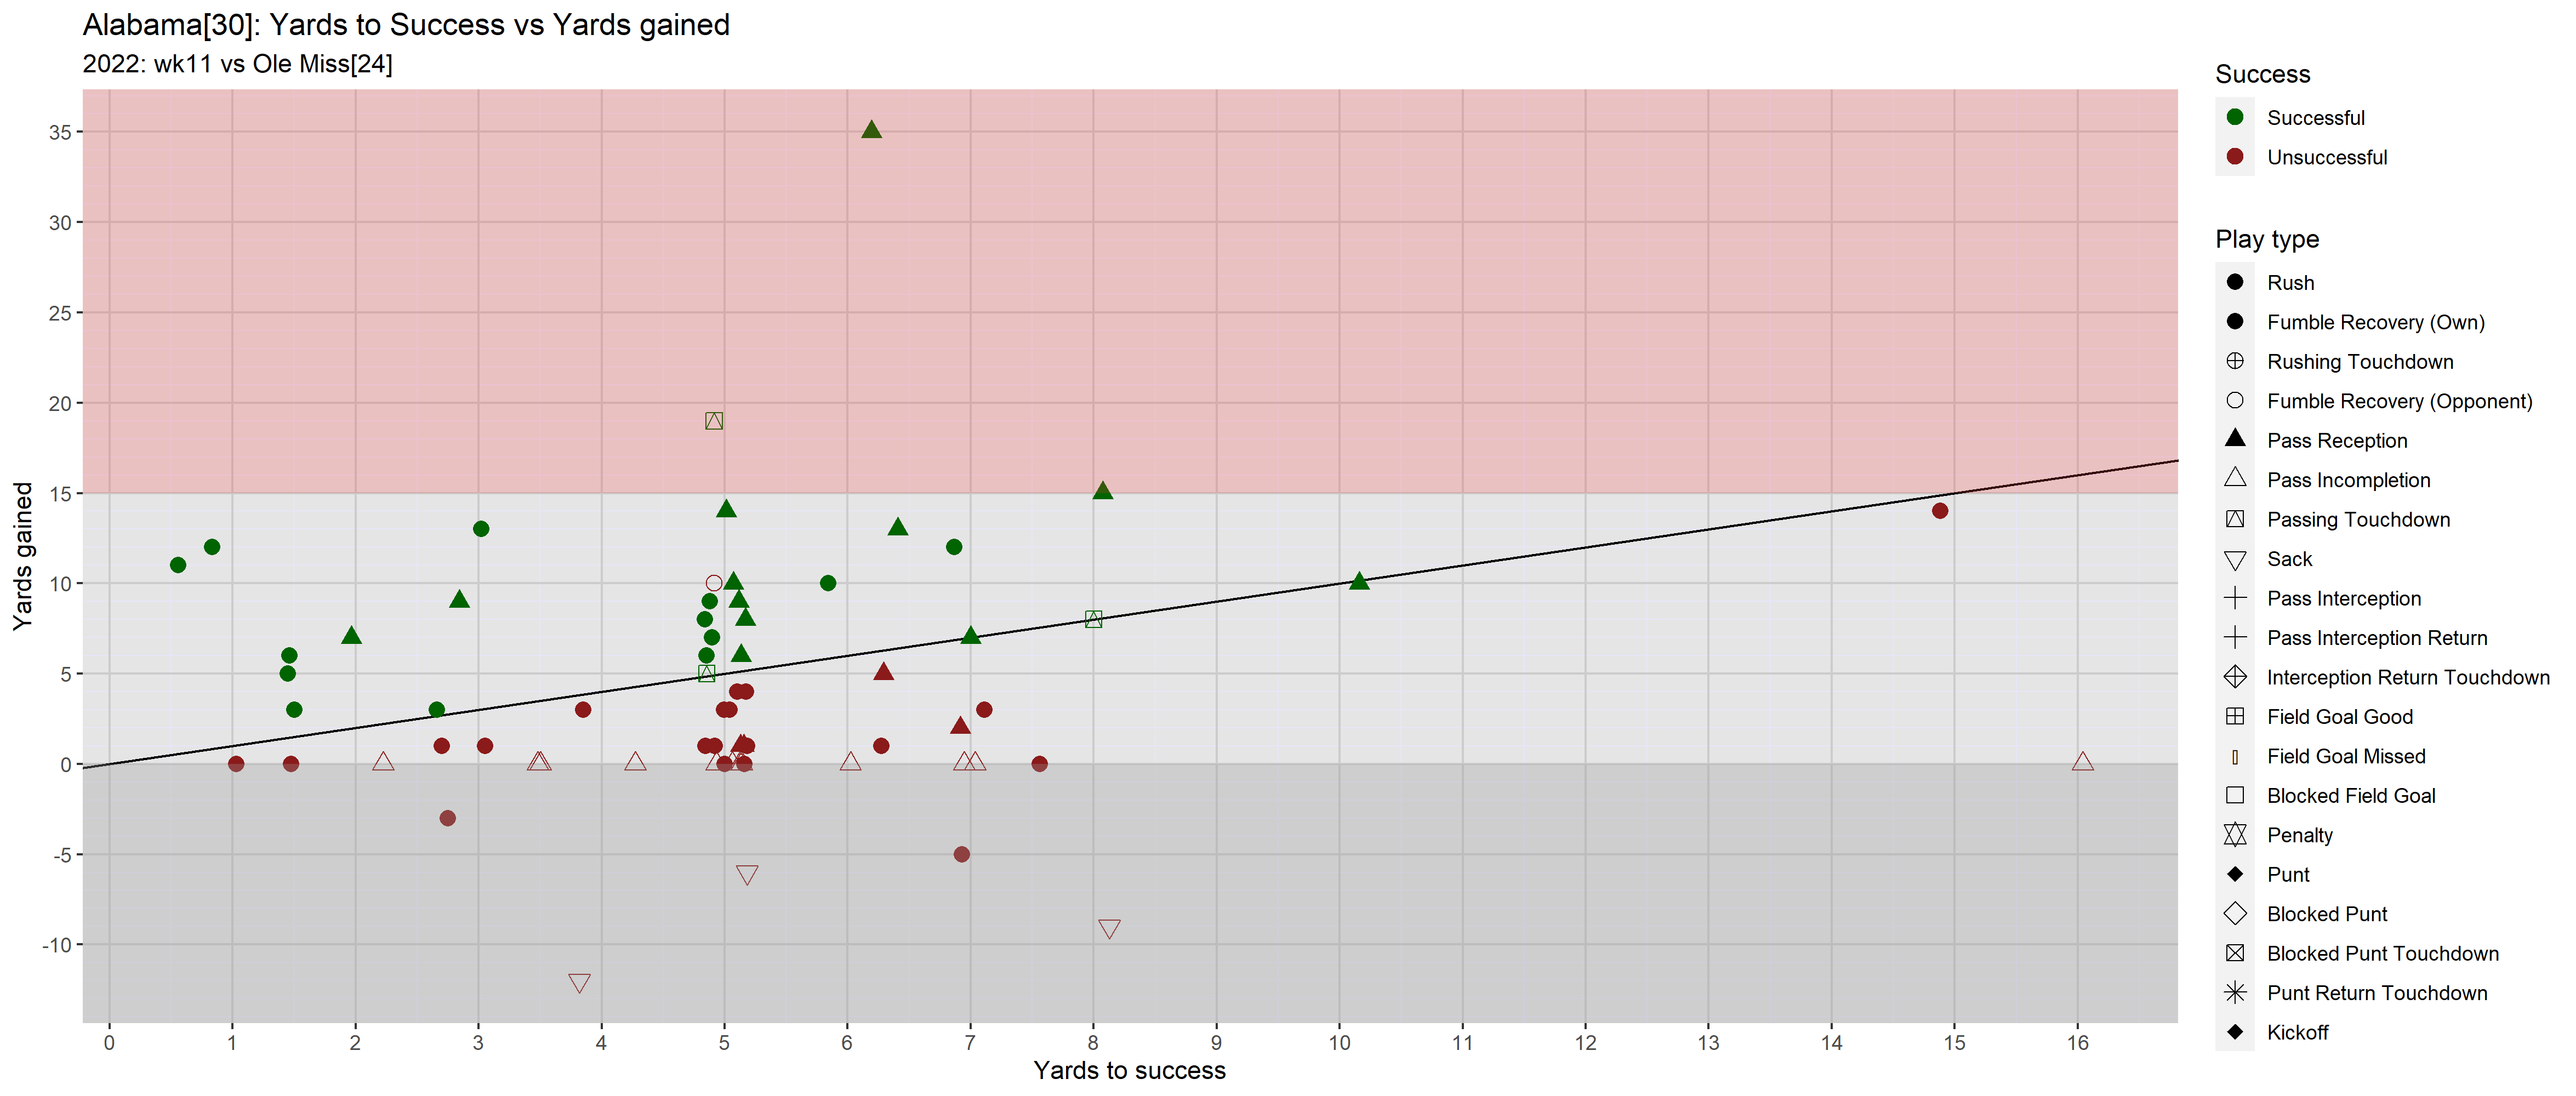 Alabama[30]: Yards to Success vs Yards gained
2022: wk11 vs Ole Miss[24]
Yards gained
35
30
25
20
15
10
5
0
-5
-10
0 1 2 3 4 5 6 7 8 9 10 11 12 13 14 15 16
Yards to success
Success
Successful
Unsuccessful
Play type
Rush
Fumble Recovery (Own)
Rushing Touchdown
Fumble Recovery (Opponent)
Pass Reception
Pass Incompletion
Passing Touchdown
Sack
Pass Interception
Pass Interception Return
Interception Return Touchdown
Field Goal Good
Field Goal Missed
Blocked Field Goal
Penalty
Punt
Blocked Punt
Blocked Punt Touchdown
Punt Return Touchdown
Kickoff